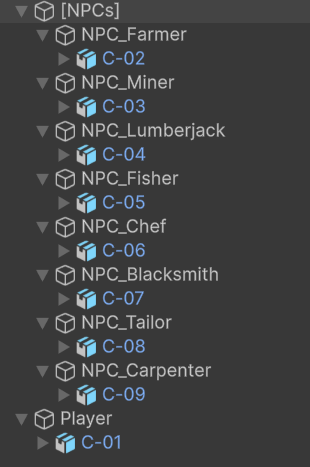 [NPCs]
NPC_Farmer
C-02
NPC_Miner
C-03
NPC_Lumberjack
C-04
NPC_Fisher
C-05
NPC_Chef
C-06
NPC_Blacksmith
C-07
NPC_Tailor
C-08
NPC_Carpenter
C-09
Player
C-01